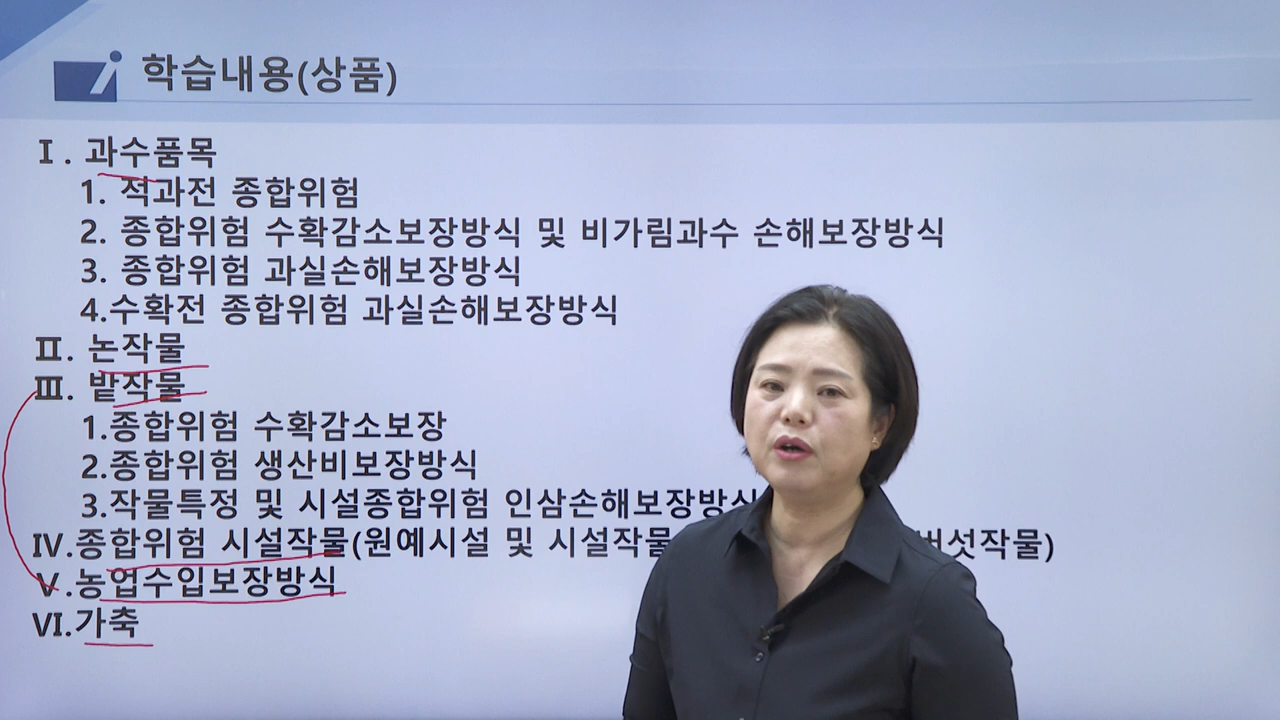 학습내용(상품)
Ⅰ. 과수품목
1. 적과전 종합위험
2. 종합위험 수확감소보장방식 및 비가림과수 손해보장방식
3. 종합위험 과실손해보장방식
4.수확전 종합위험 과실손해보장방식
Ⅱ. 논작물
Ⅲ. 밭작물
1.종합위험 수확감소보장
2.종합위험 생산비보장방식
3.작물특정 및 시설종합위험 인삼손해보장방식
Ⅳ.종합위험 시설작물(원예시설 및 시설작물 버섯작물)
Ⅴ.농업수입보장방식
Ⅵ.가축